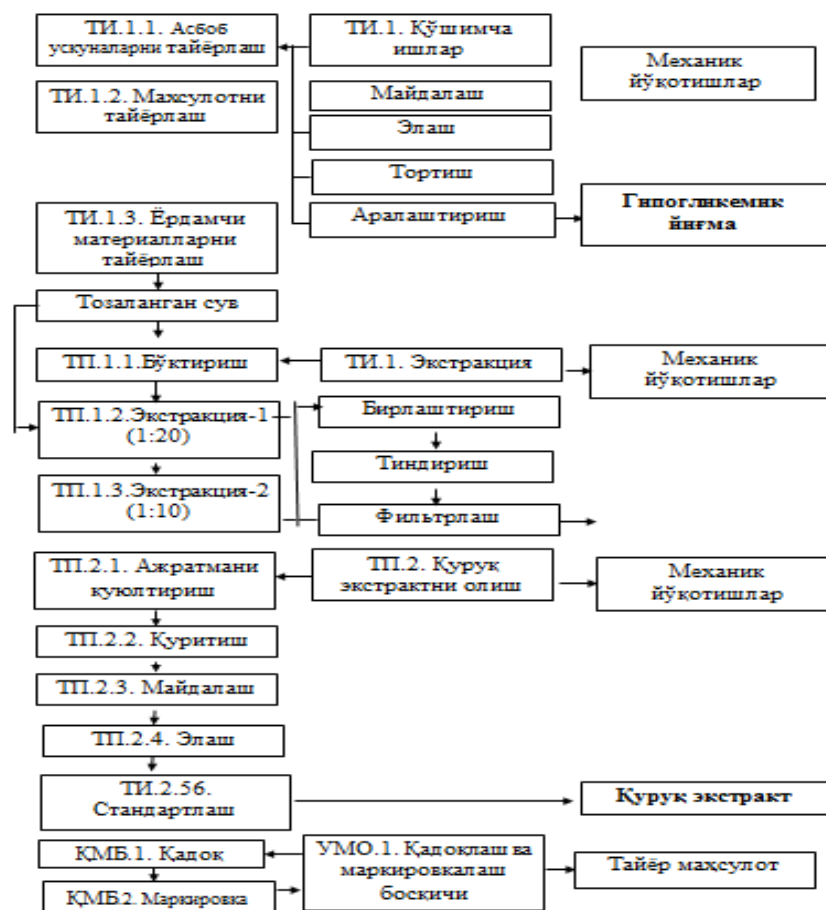 ТИ.1.1. Асбоб
ускуналарни тайёрлаш
ТИ.1. Қўшимча
ишлар
Механик
йўқотишлар
ТИ.1.2. Махсулотни
тайёрлаш
Майдалаш
Элаш
Тортиш
Аралаштириш
Гипогликемик
йиғма
ТИ.1.3. Ёрдамчи
материалларни
тайёрлаш
Тозаланган сув
ТП.1.1.Бўктириш
ТИ.1. Экстракция
Механик
йўқотишлар
ТП.1.2.Экстракция-1
(1:20)
Бирлаштириш
Тиндириш
ТП.1.3.Экстракция-2
(1:10)
Фильтрлаш
ТП.2.1. Ажратмани
қуюлтириш
ТП.2. Қуруқ
экстрактни олиш
Механик
йўқотишлар
ТП.2.2. Қуритиш
ТП.2.3. Майдалаш
ТП.2.4. Элаш
ТИ.2.56.
Стандартлаш
Қуруқ экстракт
ҚМБ.1. Қадоқ
УМО.1. Қадоқлаш ва
маркировкалаш
босқичи
Тайёр маҳсулот
ҚМБ.2. Маркировка